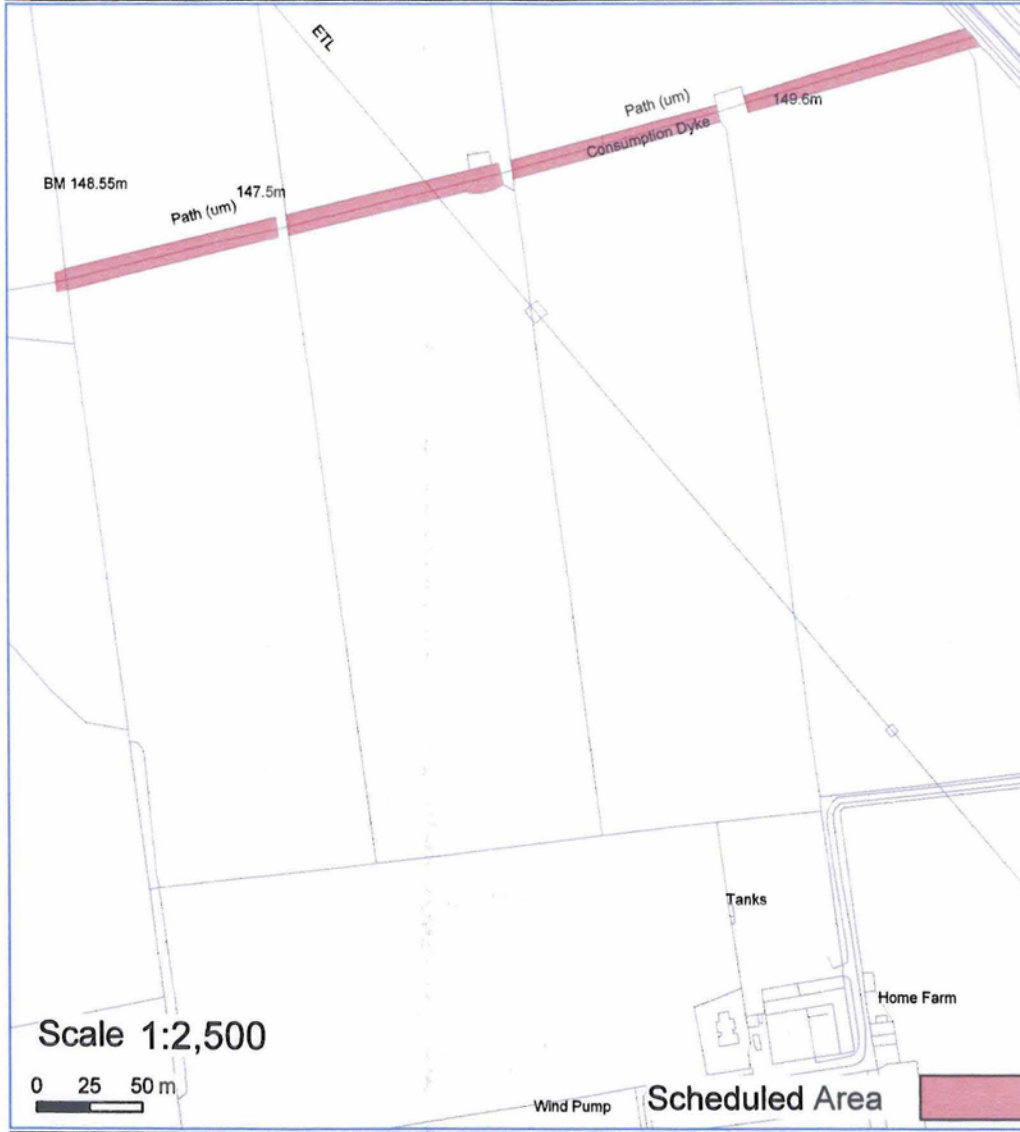 ETL
Path (um)
149.6m
Consumption Dyke
BM 148.55m
147.5m
Path (um)
Tanks
Home Farm
Scale 1:2,500
0 25 50 m
Wind Pump
Scheduled Area